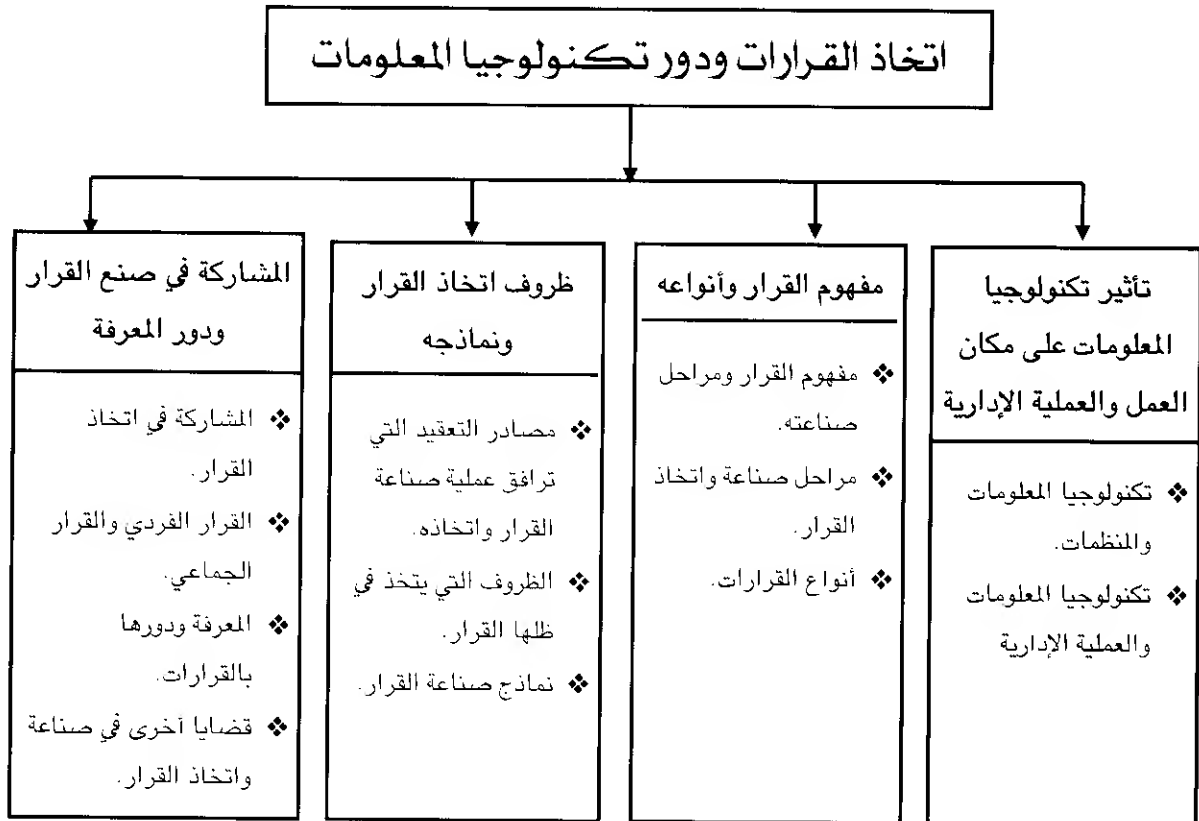 اتخاذ القرارات ودور تكنولوجيا المعلومات
تأثير تكنولوجيا
المعلومات على مكان
العمل والعملية الإدارية
❖ تكنولوجيا المعلومات
والمنظمات.
❖ تكنولوجيا المعلومات
والعملية الإدارية
مفهوم القرار وأنواعه
❖ مفهوم القرار ومراحل
صناعته.
❖ مراحل صناعة واتخاذ
القرار.
❖ أنواع القرارات.
ظروف اتخاذ القرار
ونماذجه
❖ مصادر التعقيد التي
ترافق عملية صناعة
القرار واتخاذه.
❖ الظروف التي يتخذ في
ظلها القرار.
❖ نماذج صناعة القرار.
المشاركة في صنع القرار
ودور المعرفة
❖ المشاركة في اتخاذ
القرار.
❖ القرار الفردي والقرار
الجماعي.
❖ المعرفة ودورها
بالقرارات.
❖ قضايا أخرى في صناعة
واتخاذ القرار.